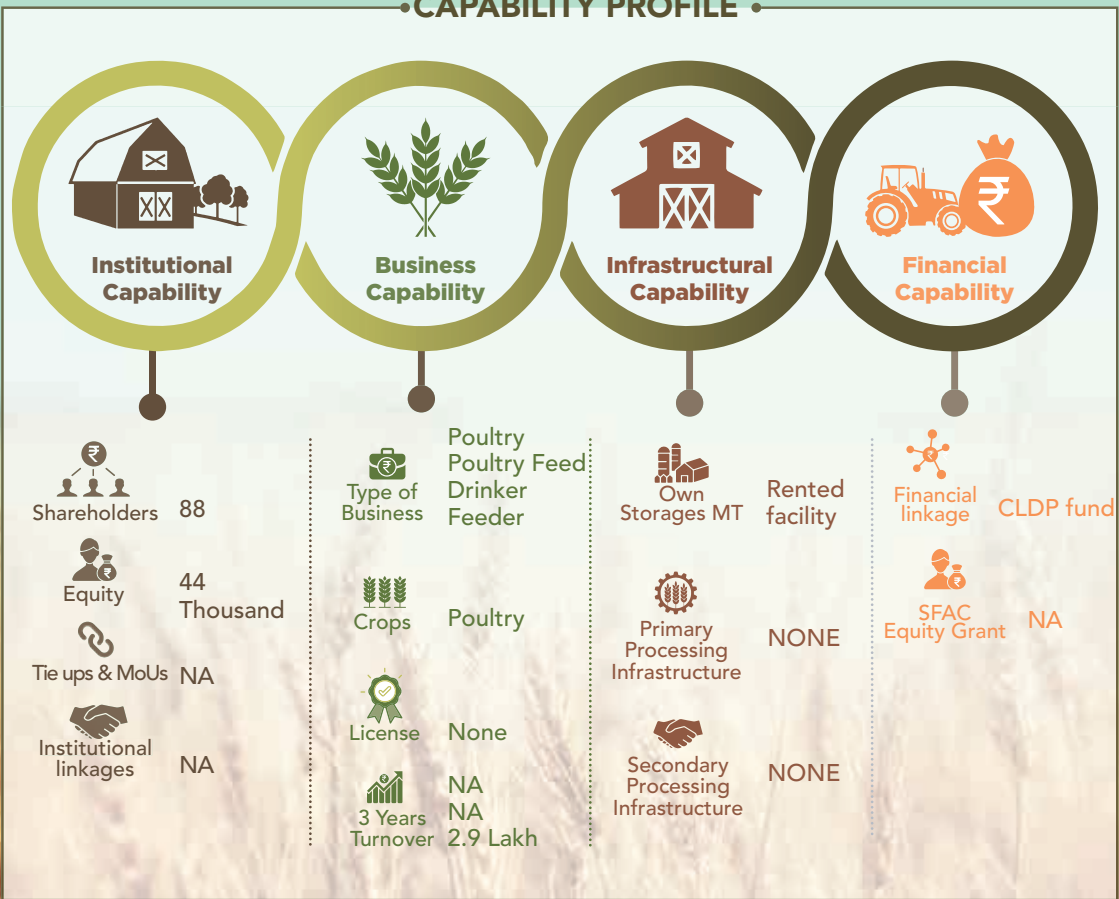 CAPABILITY PROFILE
Institutional
Capability
Business
Capability
Infrastructural
Capability
Financial
Capability
Shareholders 88
Equity
44
Thousand
Tie ups & MoUs NA
Institutional
linkages
NA
Type of
Business
Poultry
Poultry Feed
Drinker
Feeder
Crops Poultry
License None
3 Years
Turnover
NA
NA
2.9 Lakh
Own
Storages MT
Rented
facility
Primary
Processing
Infrastructure
NONE
Secondary
Processing
Infrastructure
NONE
Financial
linkage
CLDP fund
SFAC
Equity Grant
NA